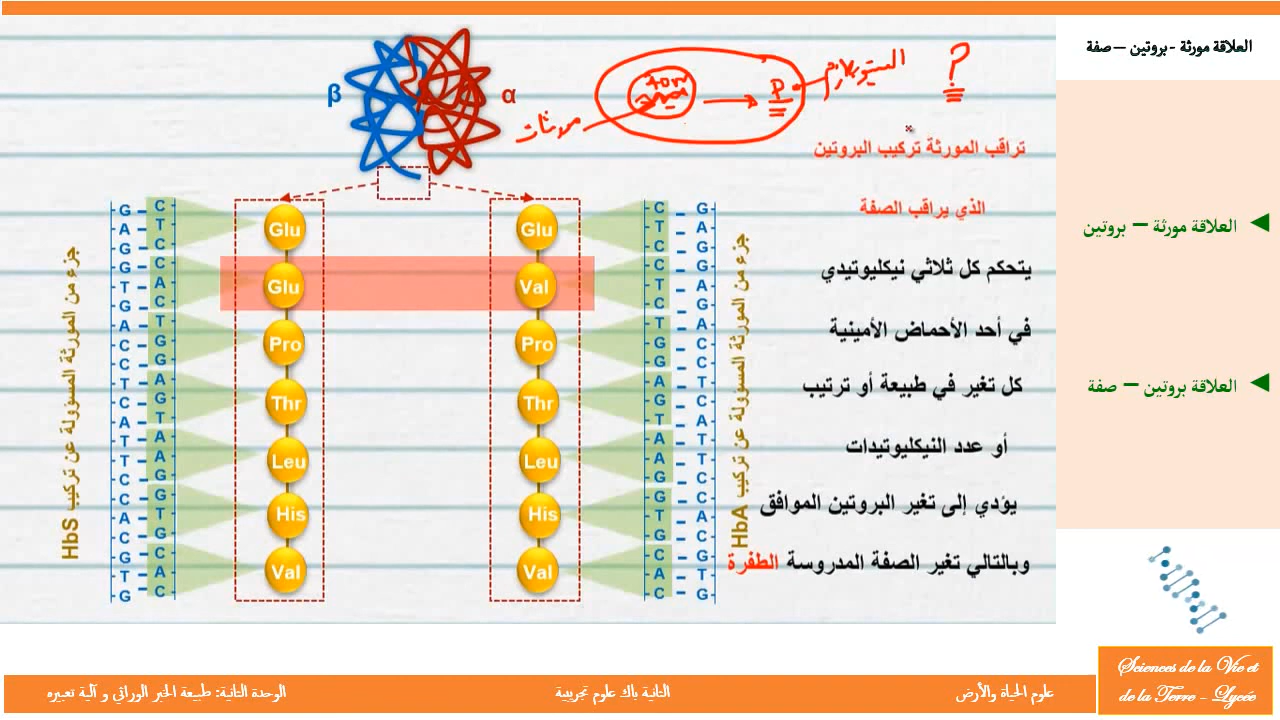 العلاقة مورثة - بروتين – صفة
العلاقة مورثة – بروتين
العلاقة بروتين – صفة
?
الستوبلازم
P
مورثات
β
α
تراقب المورثة تركيب البروتين
الذي يراقب الصفة
يتحكم كل ثلاثي نيكليوتيدي
في أحد الأحماض الأمينية
كل تغير في طبيعة أو ترتيب
أو عدد النيكليوتيدات
يؤدي إلى تغير البروتين الموافق
وبالتالي تغير الصفة المدروسة الطفرة
جزء من المورثة المسؤولة عن تركيب HbA
C – G
T A
C G
C – G
T A
C G
T – A
G C
G C
A – T
G C
T A
A – T
A T
G C
G – C
T A
G C
C – G
A T
C – G
Glu
Val
Pro
Thr
Leu
His
Val
Glu
Glu
Pro
Thr
Leu
His
Val
G – C
A T
G C
G C
T A
G C
A T
C G
C G
T A
C G
A T
T A
T A
C G
C G
A T
C G
G C
T A
G C
جزء من المورثة المسؤولة عن تركيب HbS
Sciences de la Vie et
de la Terre - Lycée
علوم الحياة والأرض
الثانية باك علوم تجريبية
الوحدة الثانية: طبيعة الخبر الوراثي و آلية تعبيره